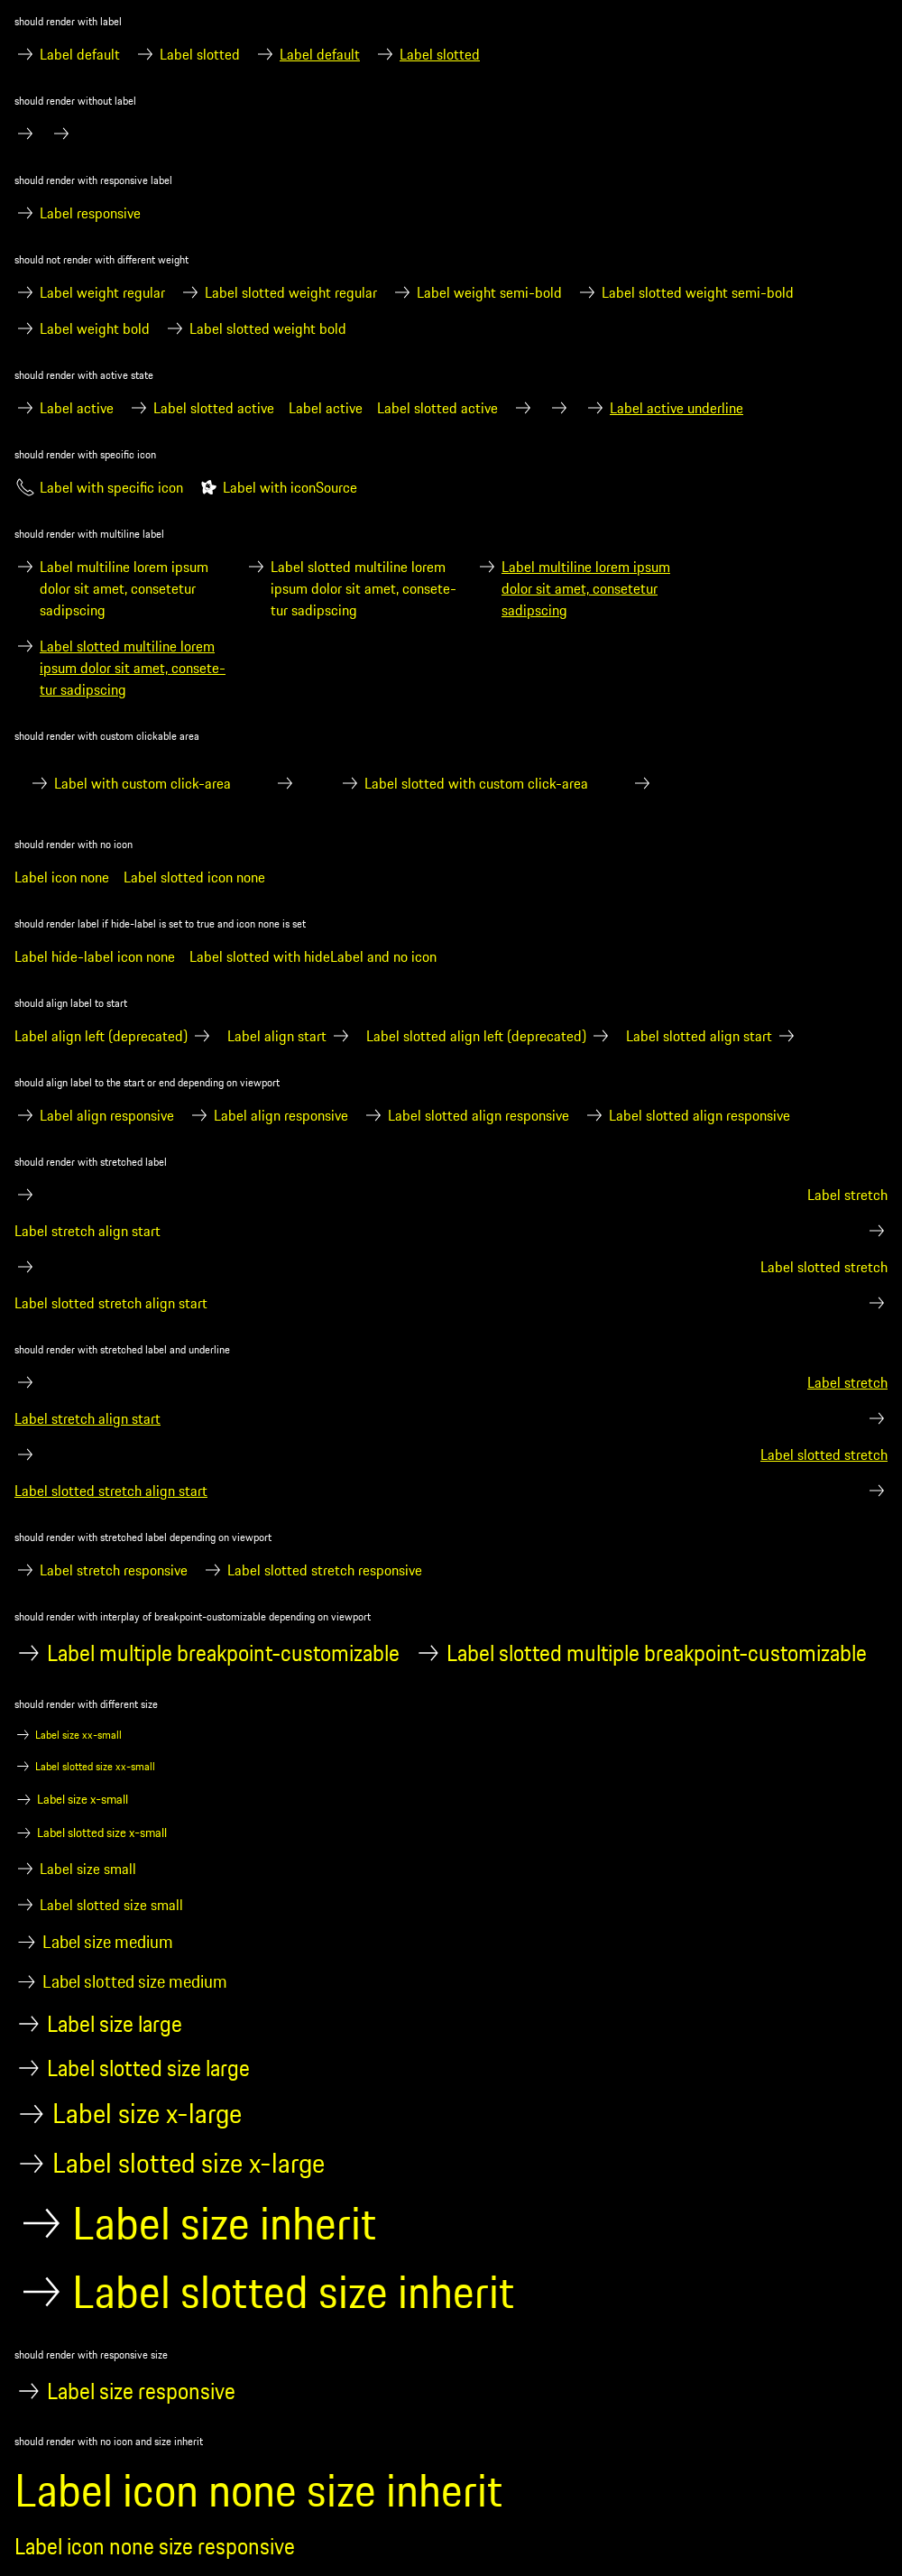 should render with label
Label default Label slotted Label default Label slotted
should render without label
should render with responsive label
Label responsive
should not render with different weight
Label weight regular Label slotted weight regular Label weight semi-bold Label slotted weight semi-bold
Label weight bold Label slotted weight bold
should render with active state
Label active Label slotted active Label active Label slotted active Label active underline
should render with specific icon
Label with specific icon Label with iconSource
should render with multiline label
Label multiline lorem ipsum Label slotted multiline lorem Label multiline lorem ipsum
dolor sit amet, consetetur ipsum dolor sit amet, consete- dolor sit amet, consetetur
sadipscing tur sadipscing sadipscing
Label slotted multiline lorem
ipsum dolor sit amet, consete-
tur sadipscing
should render with custom clickable area
Label with custom click-area Label slotted with custom click-area
should render with no icon
Label icon none Label slotted icon none
should render label if hide-label is set to true and icon none is set
Label hide-label icon none Label slotted with hideLabel and no icon
should align label to start
Label align left (deprecated) Label align start Label slotted align left (deprecated) Label slotted align start
should align label to the start or end depending on viewport
Label align responsive Label align responsive Label slotted align responsive Label slotted align responsive
should render with stretched label
Label stretch
Label stretch align start
Label slotted stretch
Label slotted stretch align start
should render with stretched label and underline
Label stretch
Label stretch align start
Label slotted stretch
Label slotted stretch align start
should render with stretched label depending on viewport
Label stretch responsive Label slotted stretch responsive
should render with interplay of breakpoint-customizable depending on viewport
Label multiple breakpoint-customizable Label slotted multiple breakpoint-customizable
should render with different size
Label size xx-small
Label slotted size xx-small
Label size x-small
Label slotted size x-small
Label size small
Label slotted size small
Label size medium
Label slotted size medium
Label size large
Label slotted size large
Label size x-large
Label slotted size x-large
Label size inherit
Label slotted size inherit
should render with responsive size
Label size responsive
should render with no icon and size inherit
Label icon none size inherit
Label icon none size responsive